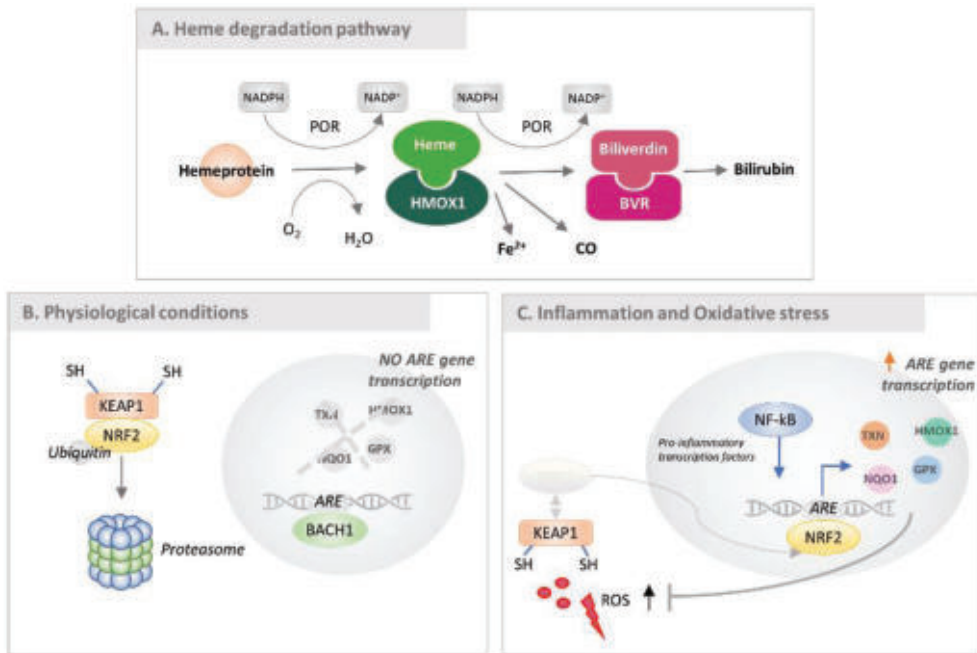 A. Heme degradation pathway
NADPH
NADP⁺
NADPH
NADP⁺
POR
POR
Heme
Biliverdin
Hemeprotein
Bilirubin
HMOX1
BVR
O₂
H₂O
Fe²⁺
CO
B. Physiological conditions
SH
SH
KEAP1
NRF2
Ubiquitin
Proteasome
NO ARE gene
transcription
TXN
HMOX1
NQO1
GPX
ARE
BACH1
C. Inflammation and Oxidative stress
ARE gene
transcription
NF-kB
Pro-inflammatory
transcription factors
TXN
HMOX1
NQO1
GPX
ARE
NRF2
KEAP1
SH
SH
ROS